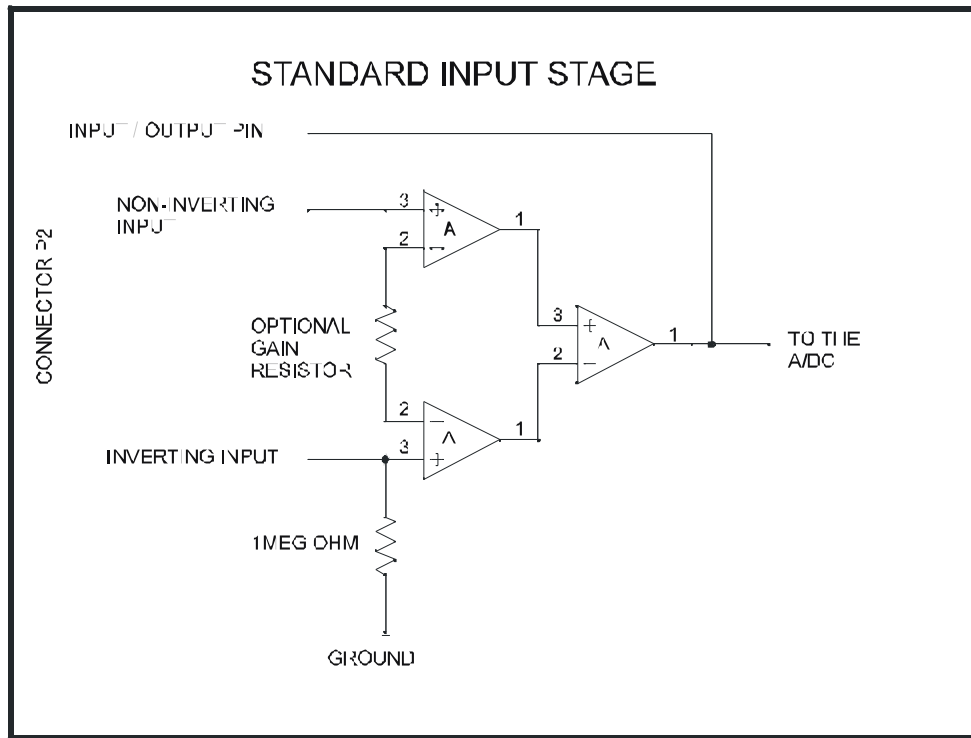 STANDARD INPUT STAGE
INPUT / OUTPUT PIN
CONNECTOR P2
NON-INVERTING
INPUT
3
+
A
2
−
1
OPTIONAL
GAIN
RESISTOR
3
+
A
2
−
1
TO THE
A/DC
2
−
A
3
+
1
INVERTING INPUT
1MEG OHM
GROUND